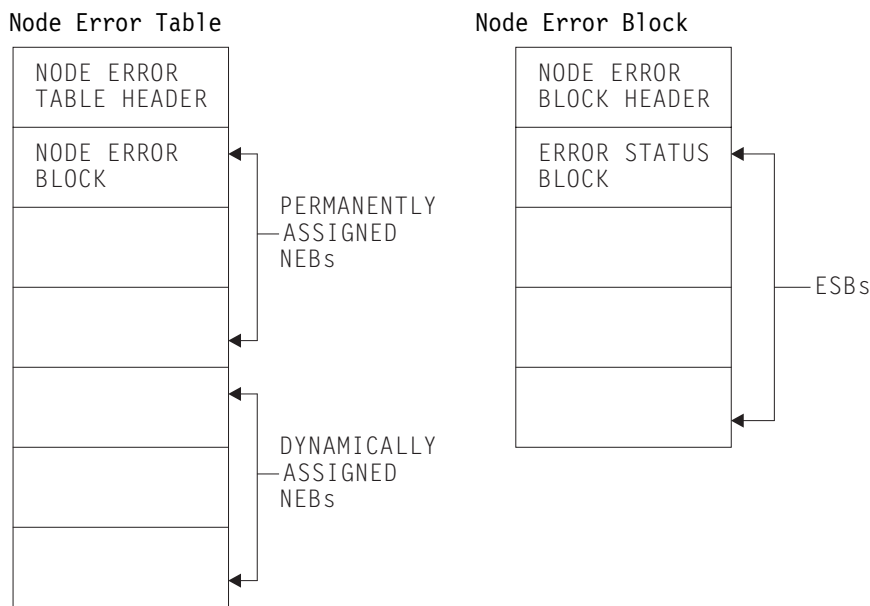 Node Error Table
NODE ERROR
TABLE HEADER
NODE ERROR
BLOCK
PERMANENTLY
ASSIGNED
NEBs
DYNAMICALLY
ASSIGNED
NEBs
Node Error Block
NODE ERROR
BLOCK HEADER
ERROR STATUS
BLOCK
ESBs